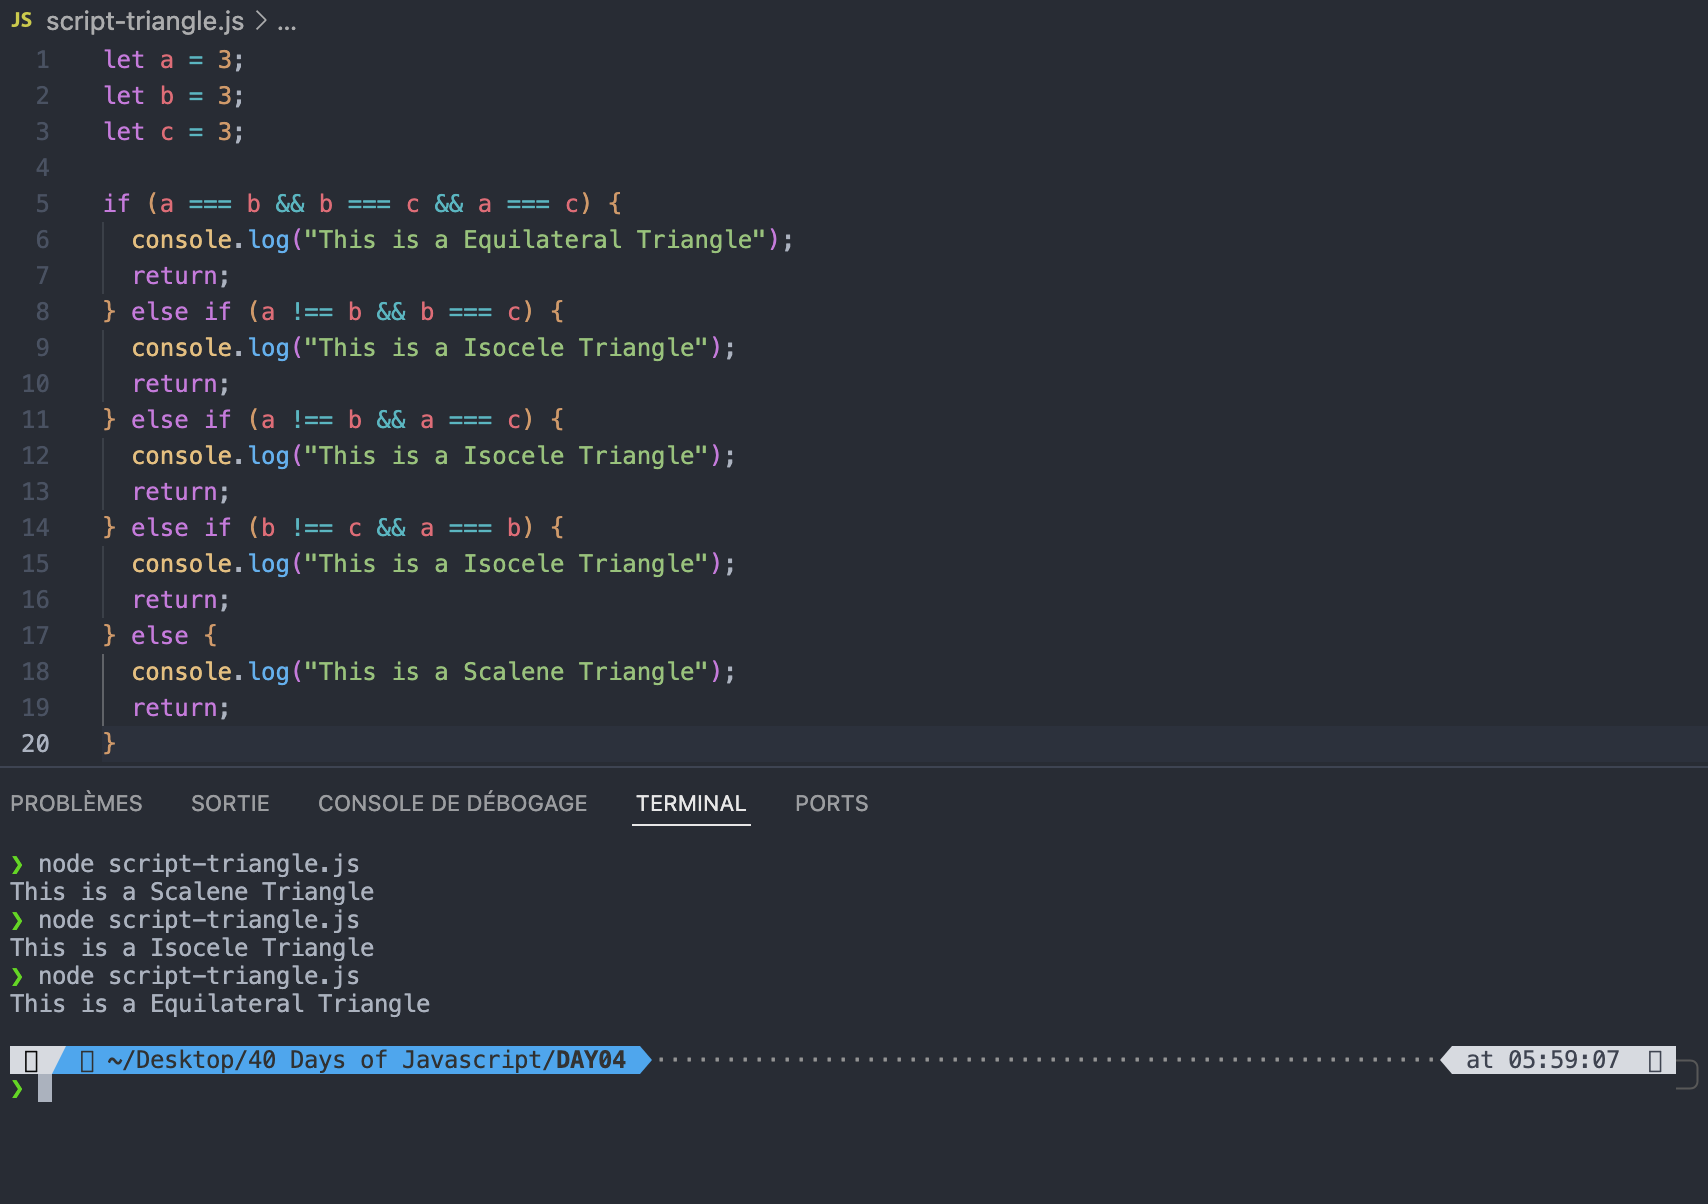 JS script-triangle.js > ...
1 let a = 3;
2 let b = 3;
3 let c = 3;
4
5 if (a === b && b === c && a === c) {
6   console.log("This is a Equilateral Triangle");
7   return;
8 } else if (a !== b && b === c) {
9   console.log("This is a Isocele Triangle");
10   return;
11 } else if (a !== b && a === c) {
12   console.log("This is a Isocele Triangle");
13   return;
14 } else if (b !== c && a === b) {
15   console.log("This is a Isocele Triangle");
16   return;
17 } else {
18   console.log("This is a Scalene Triangle");
19   return;
20 }
PROBLÈMES SORTIE CONSOLE DE DÉBOGAGE TERMINAL PORTS
❯ node script-triangle.js
This is a Scalene Triangle
❯ node script-triangle.js
This is a Isocele Triangle
❯ node script-triangle.js
This is a Equilateral Triangle
~/Desktop/40 Days of Javascript/DAY04 at 05:59:07
❯